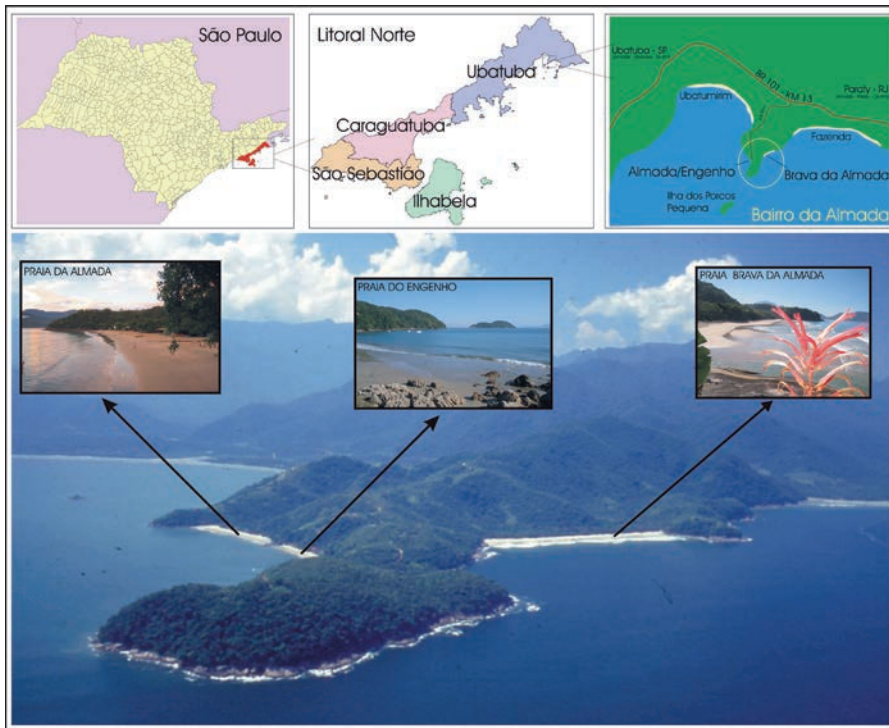 São Paulo
Litoral Norte
Ubatuba
Caraguatuba
São Sebastião
Ilhabela
Ubatuba - SP
BR 101 - KM 13
Paraty - RJ
Ubatumirim
Fazenda
Almada/Engenho
Brava da Almada
Ilha dos Porcos
Pequena
Bairro da Almada
PRAIA DA ALMADA
PRAIA DO ENGENHO
PRAIA BRAVA DA ALMADA